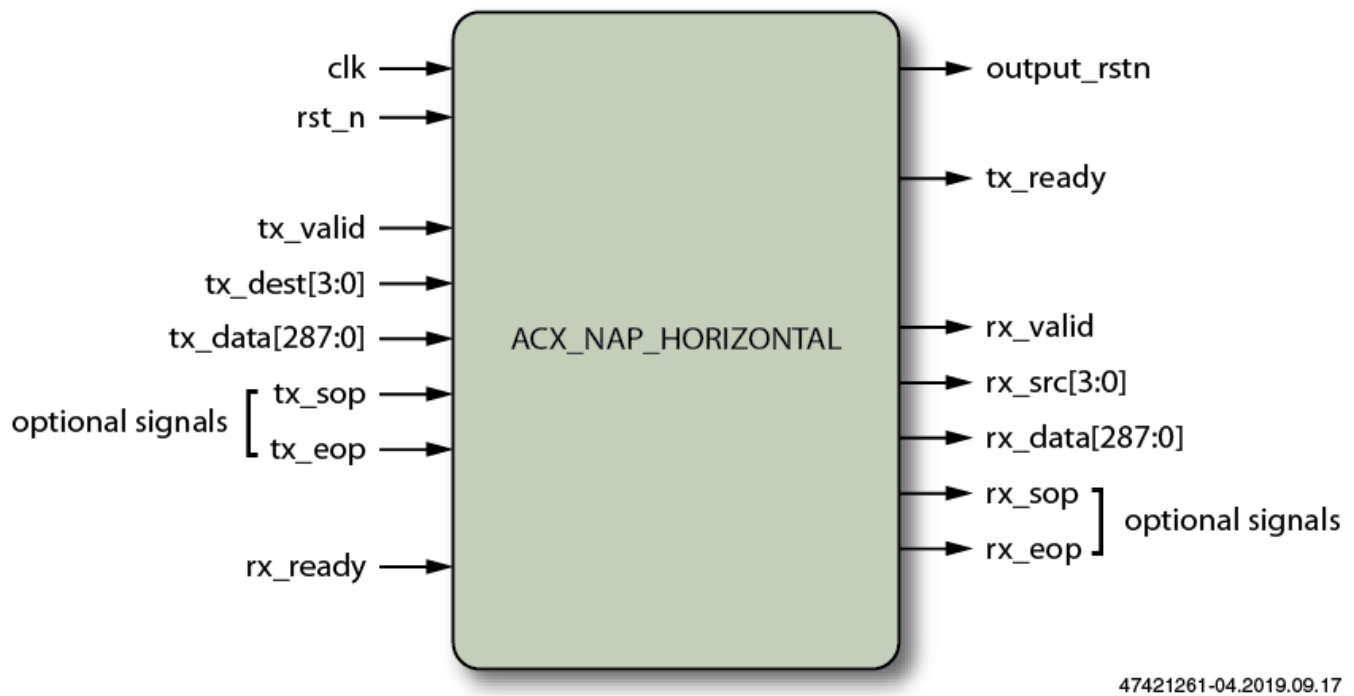 clk
rst_n
tx_valid
tx_dest[3:0]
tx_data[287:0]
optional signals
tx_sop
tx_eop
rx_ready
ACX_NAP_HORIZONTAL
output_rstn
tx_ready
rx_valid
rx_src[3:0]
rx_data[287:0]
rx_sop
rx_eop
optional signals
47421261-04.2019.09.17